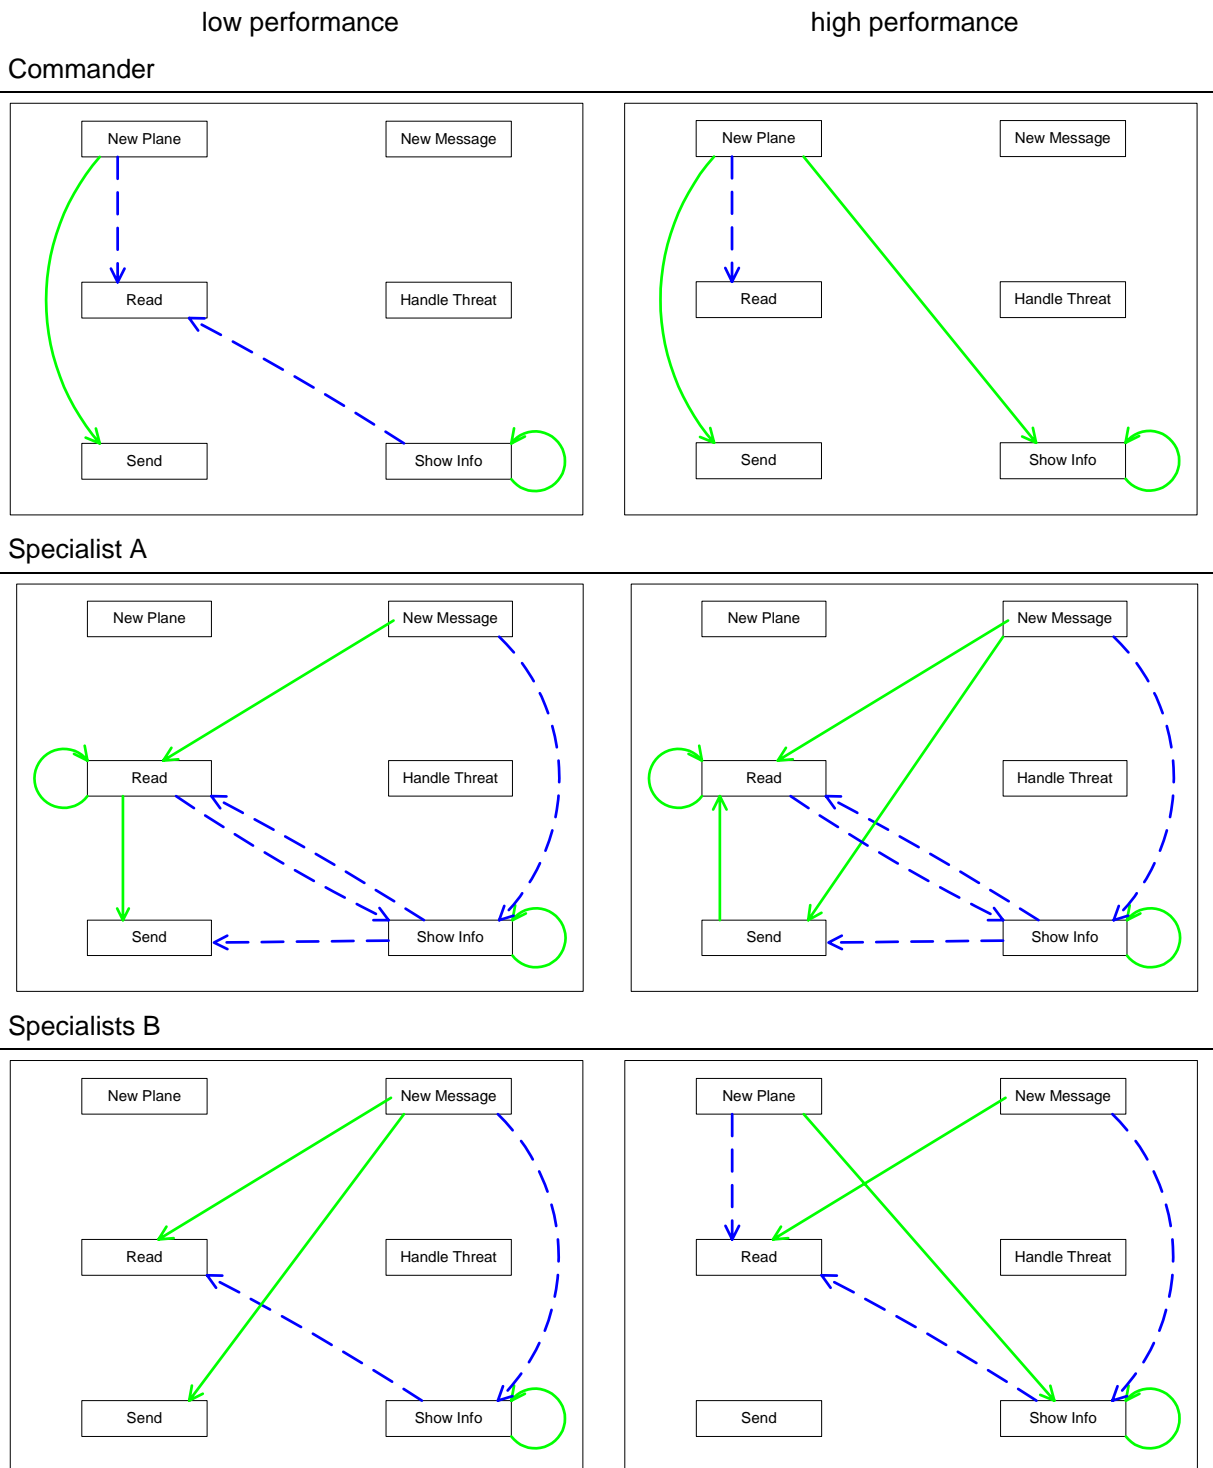 low performance high performance
Commander
New Plane New Message New Plane New Message
Read Handle Threat Read Handle Threat
Send Show Info Send Show Info
Specialist A
New Plane New Message New Plane New Message
Read Handle Threat Read Handle Threat
Send Show Info Send Show Info
Specialists B
New Plane New Message New Plane New Message
Read Handle Threat Read Handle Threat
Send Show Info Send Show Info